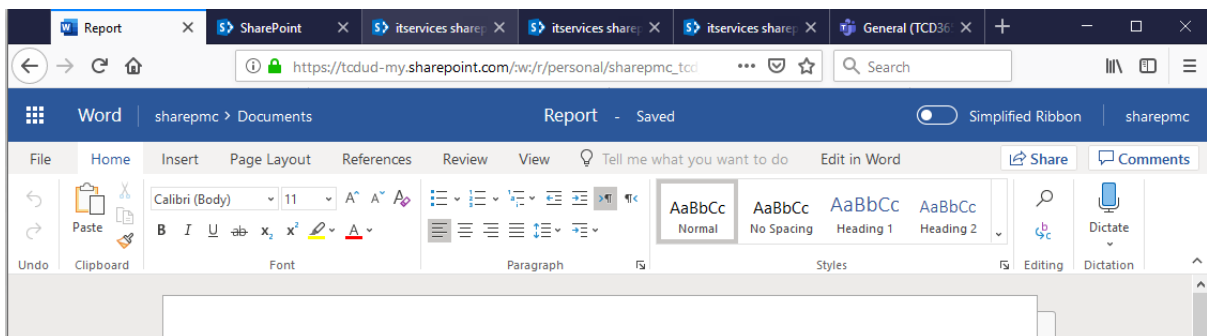 Report SharePoint itservices sharep itservices sharep itservices sharep General (TCD36
https://tcdud-my.sharepoint.com/:w:/r/personal/sharepmc_tcd Search
Word sharepmc > Documents Report - Saved Simplified Ribbon sharepmc
File Home Insert Page Layout References Review View Tell me what you want to do Edit in Word Share Comments
Calibri (Body) 11 A A A
AaBbCc AaBbCc AaBbCc AaBbCc
Paste B I U ab x2 x2 A Normal No Spacing Heading 1 Heading 2 Dictate
Undo Clipboard Font Paragraph Styles Editing Dictation